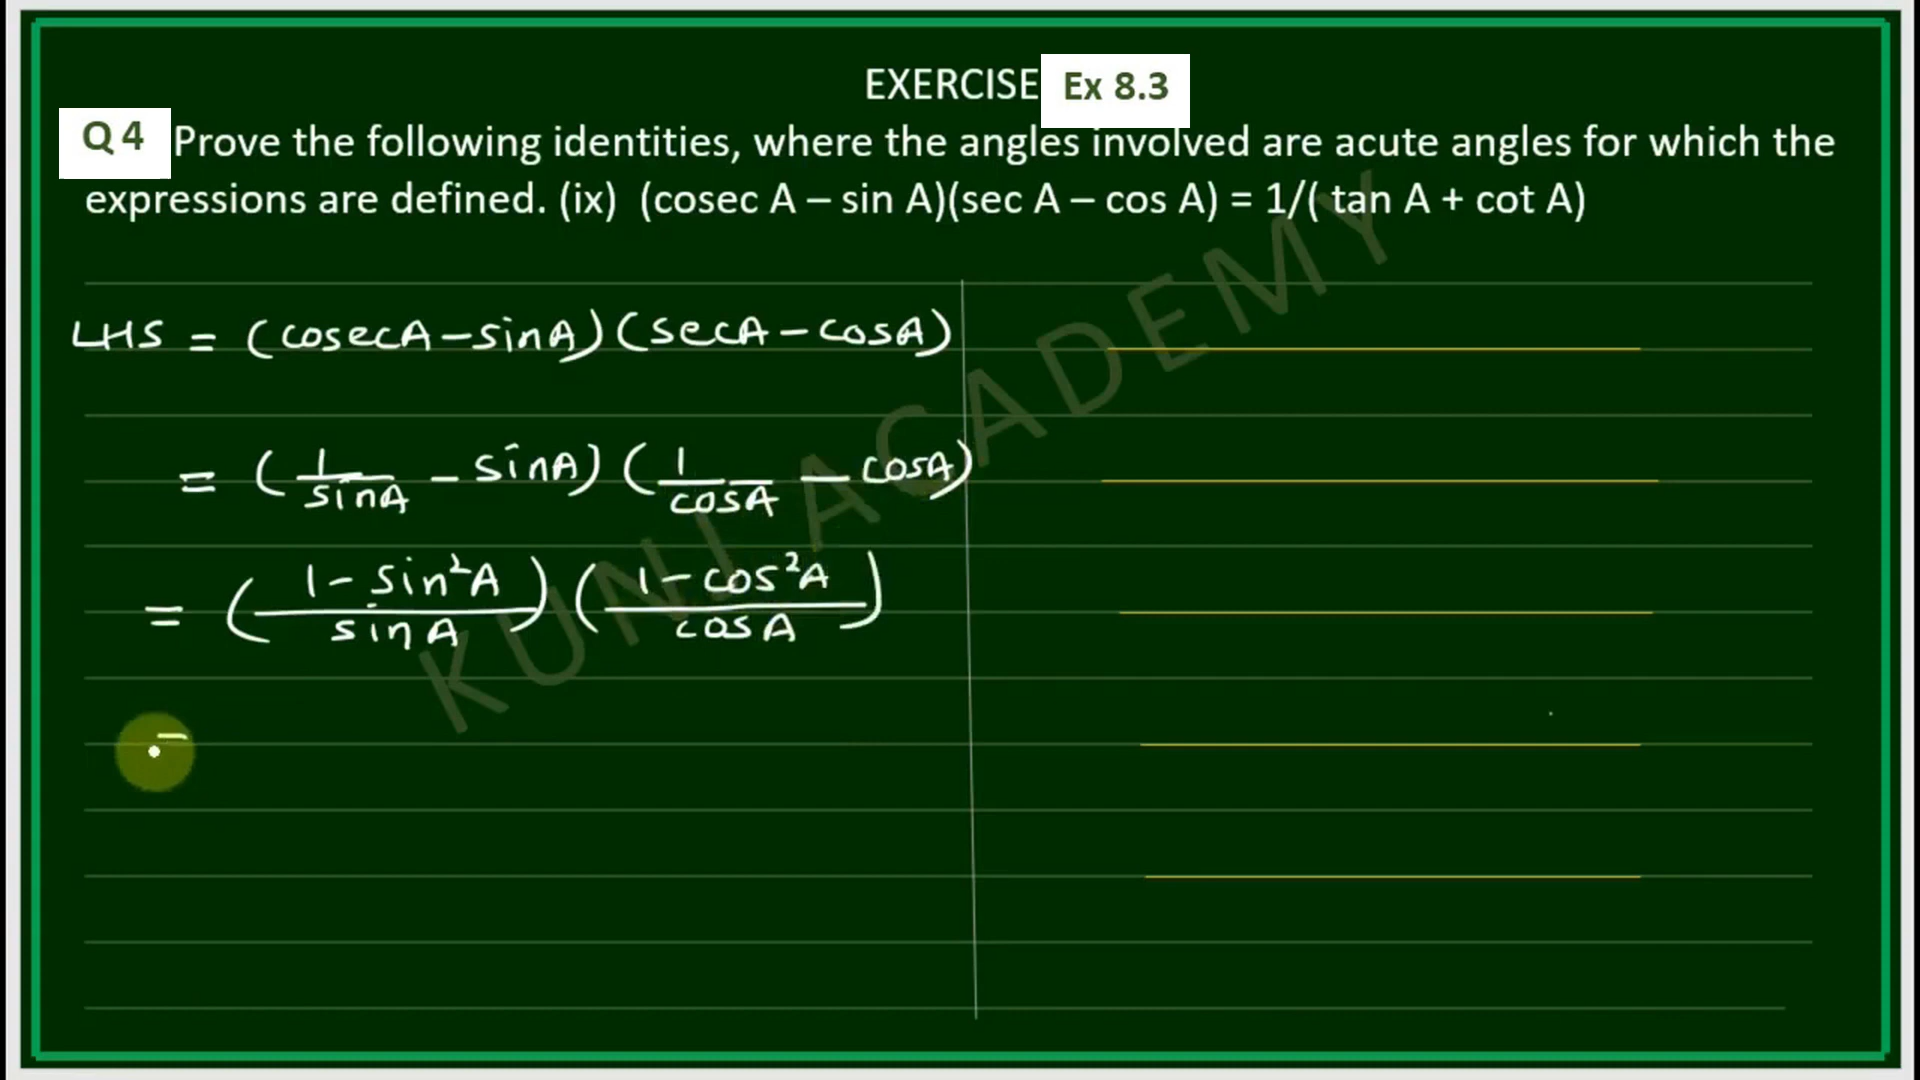 EXERCISE Ex 8.3
Q 4 Prove the following identities, where the angles involved are acute angles for which the
expressions are defined. (ix) (cosec A – sin A)(sec A – cos A) = 1/( tan A + cot A)
LHS = (cosecA - sinA)(secA - cosA)
= (1/sinA - sinA)(1/cosA - cosA)
= ((1 - sin²A)/sinA)((1 - cos²A)/cosA)
KUNI ACADEMY